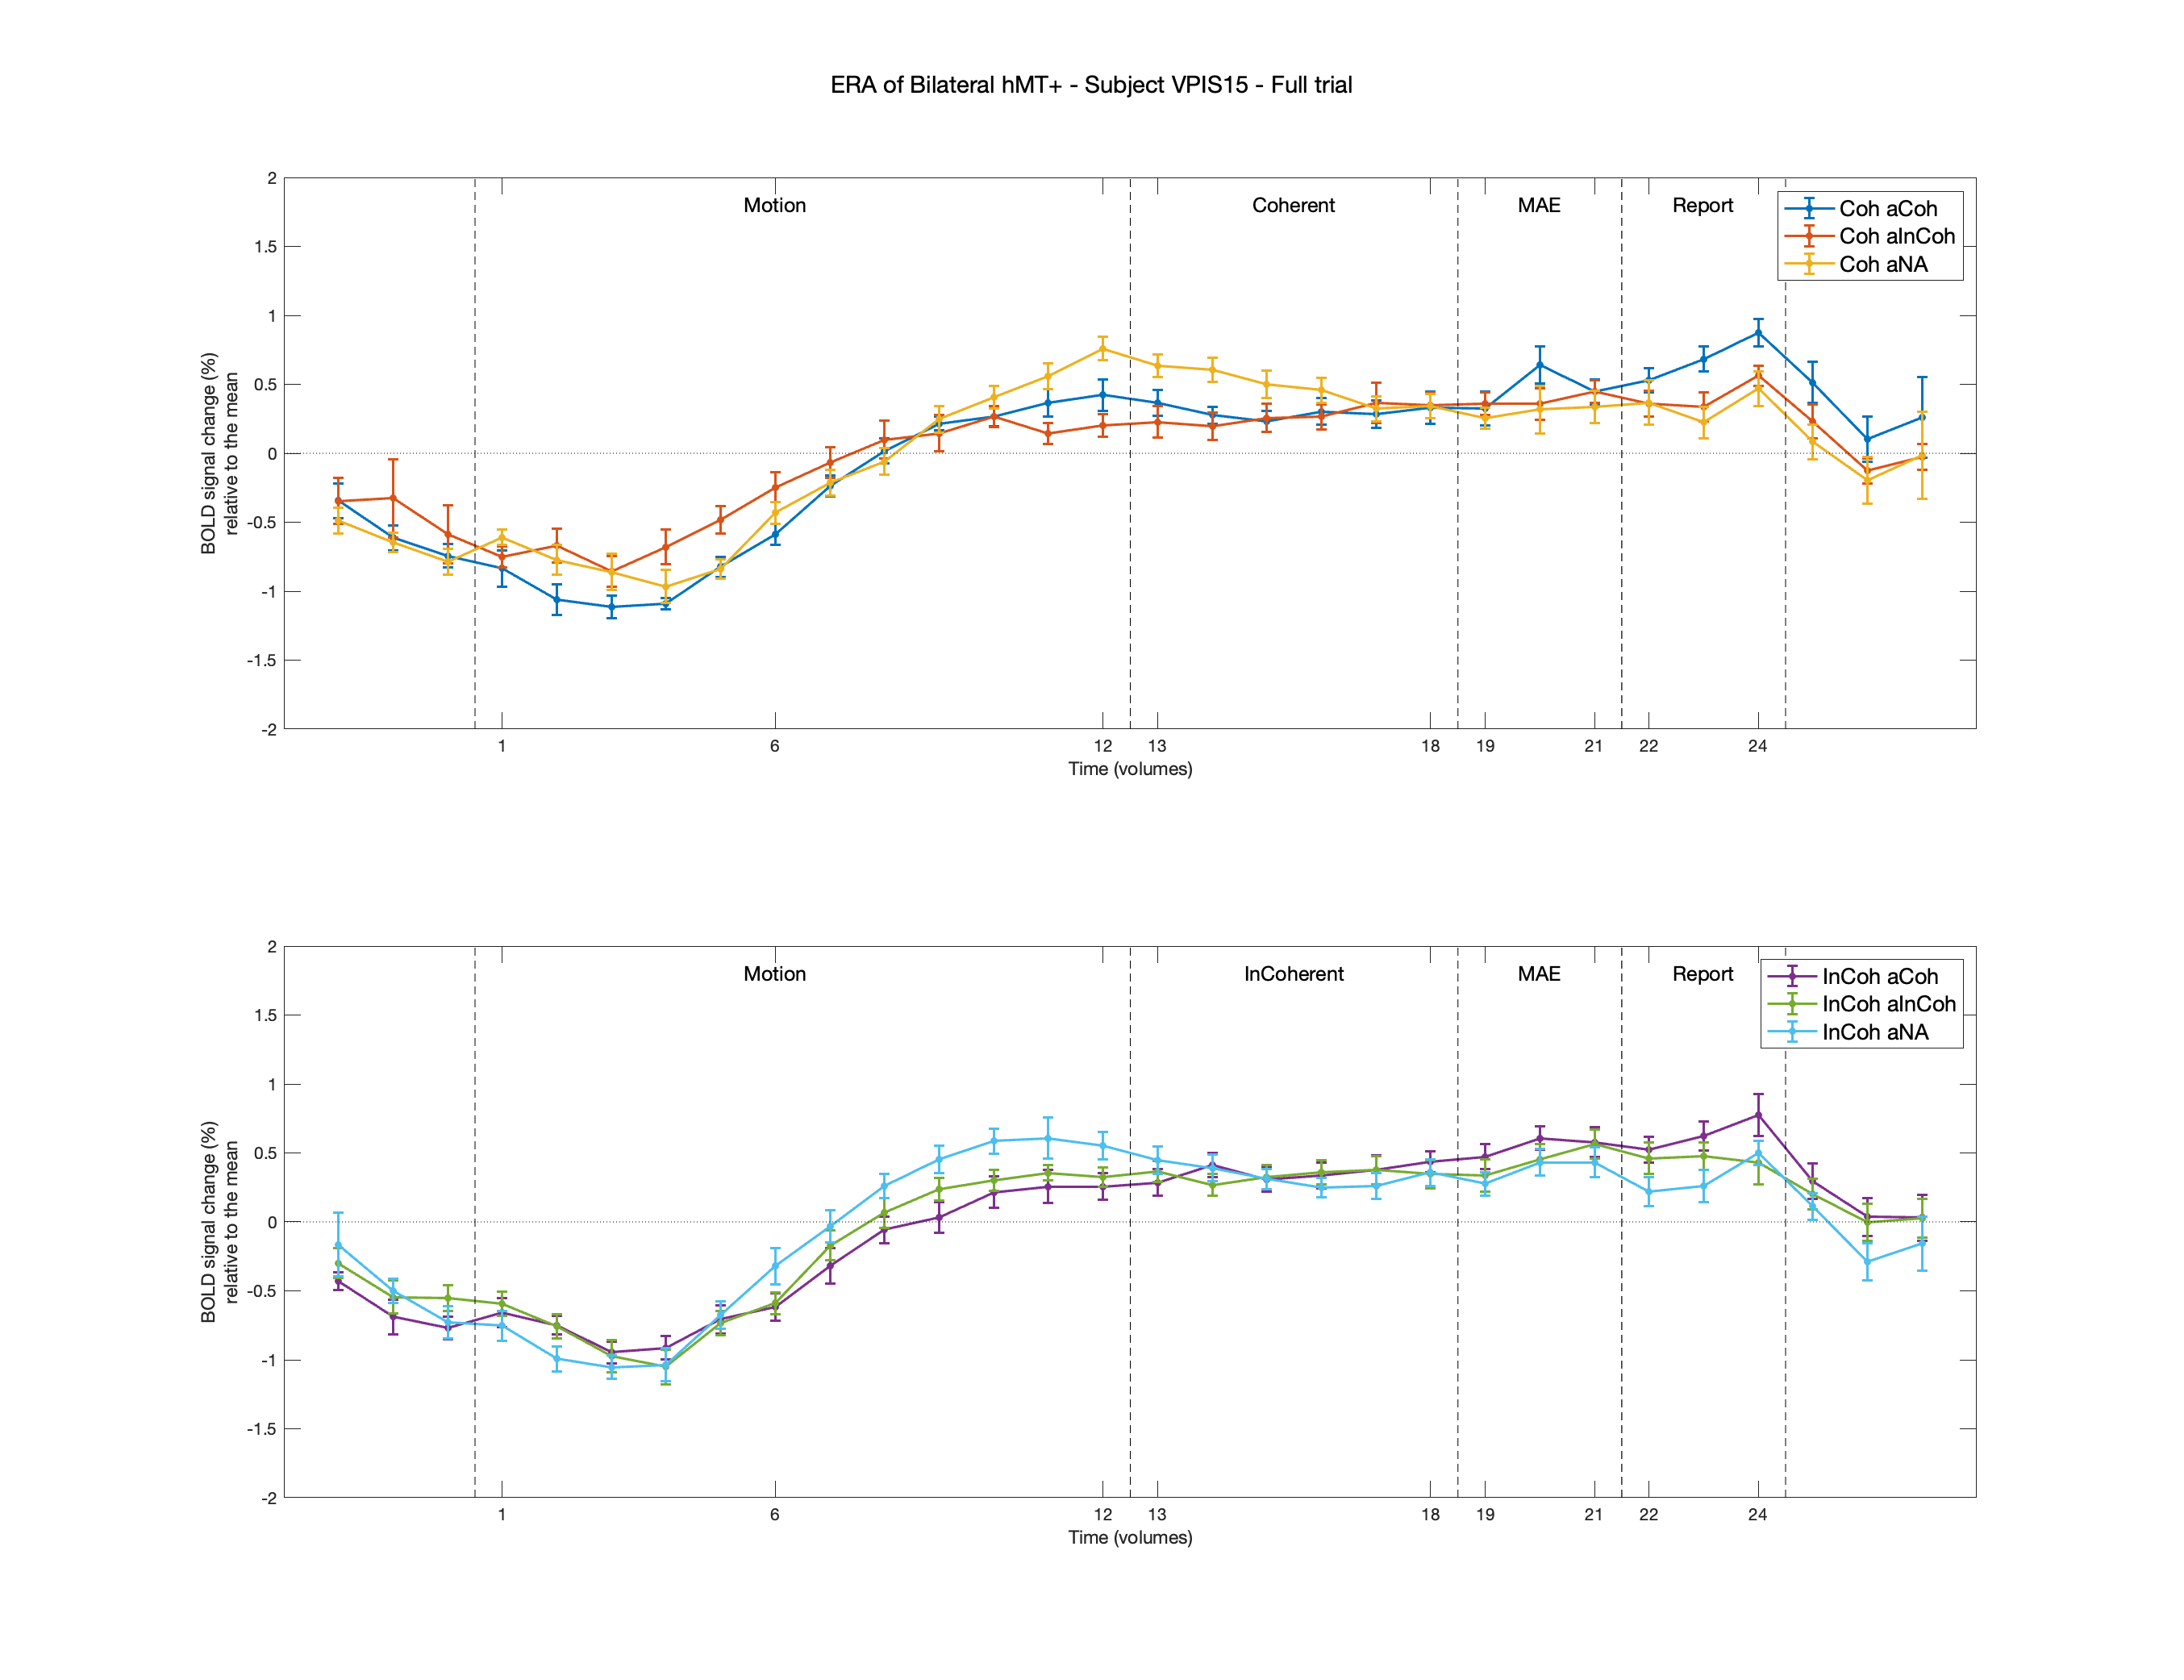 ERA of Bilateral hMT+ - Subject VPIS15 - Full trial
Motion
Coherent
MAE
Report
Coh aCoh
Coh aInCoh
Coh aNA
2
1.5
1
0.5
0
-0.5
-1
-1.5
-2
BOLD signal change (%)
relative to the mean
1 6 12 13 18 19 21 22 24
Time (volumes)
Motion
InCoherent
MAE
Report
InCoh aCoh
InCoh aInCoh
InCoh aNA
2
1.5
1
0.5
0
-0.5
-1
-1.5
-2
BOLD signal change (%)
relative to the mean
1 6 12 13 18 19 21 22 24
Time (volumes)